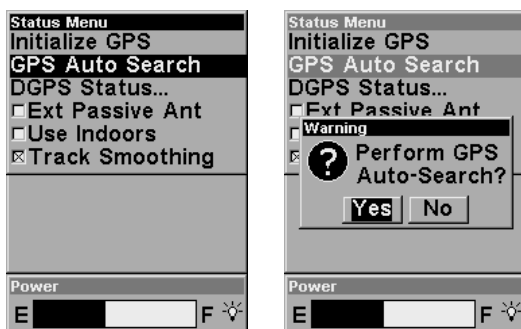 Status Menu
Initialize GPS
GPS Auto Search
DGPS Status...
Ext Passive Ant
Use Indoors
Track Smoothing
Power
E F
Status Menu
Initialize GPS
GPS Auto Search
DGPS Status...
Ext Passive Ant
Warning
Perform GPS
Auto-Search?
Yes No
Power
E F